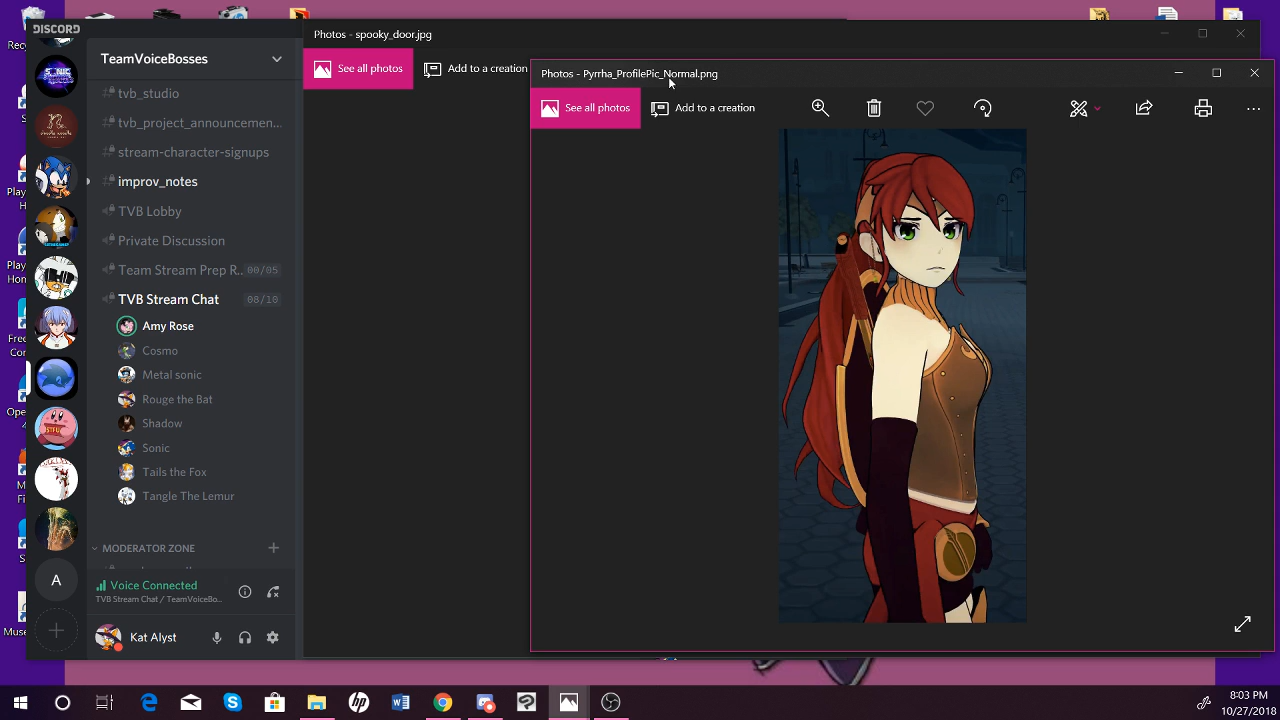 DISCORD
TeamVoiceBosses
tvb_studio
tvb_project_announcemen...
stream-character-signups
improv_notes
TVB Lobby
Private Discussion
Team Stream Prep R.. 00/05
TVB Stream Chat 08/10
Amy Rose
Cosmo
Metal sonic
Rouge the Bat
Shadow
Sonic
Tails the Fox
Tangle The Lemur
MODERATOR ZONE
A
Voice Connected
TVB Stream Chat / TeamVoiceBo...
Kat Alyst
Photos - spooky_door.jpg
See all photos
Add to a creation
Photos - Pyrrha_ProfilePic_Normal.png
See all photos
Add to a creation
8:03 PM
10/27/2018